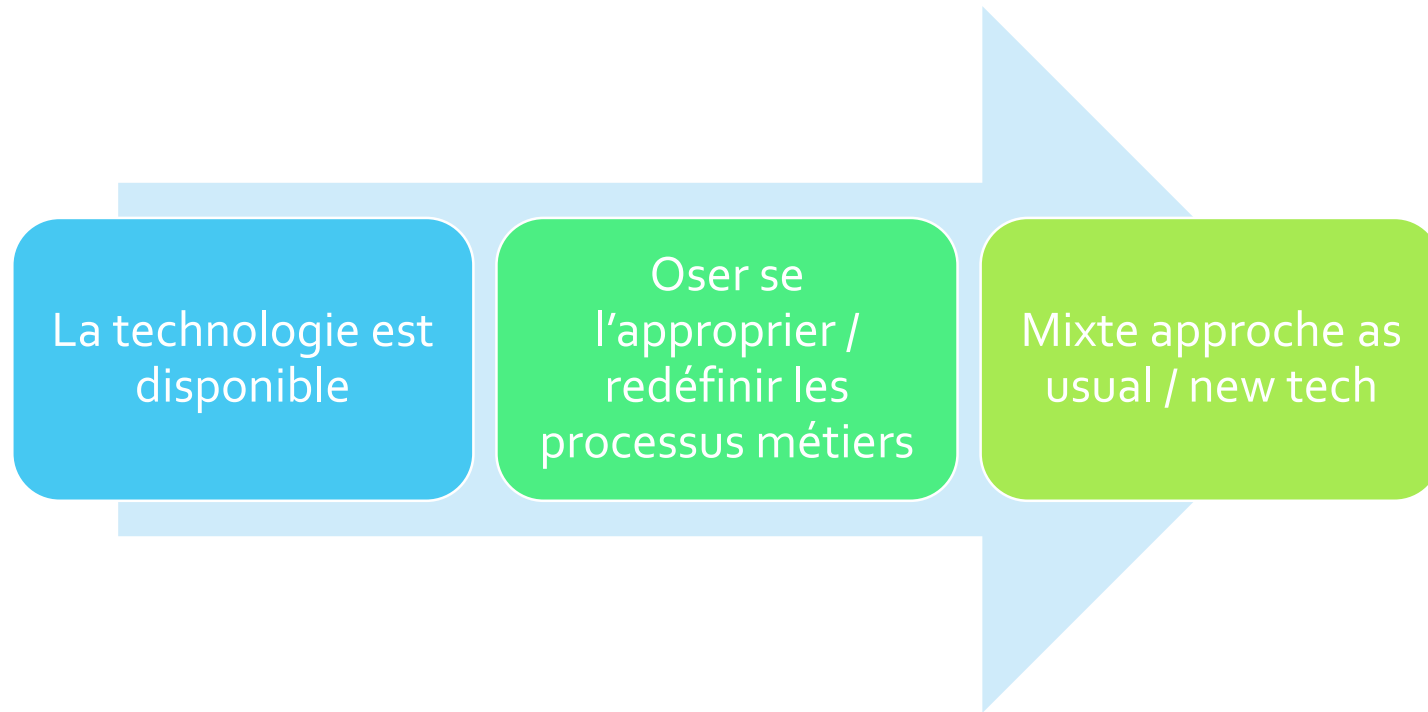 La technologie est
disponible
Oser se
l’approprier /
redéfinir les
processus métiers
Mixte approche as
usual / new tech